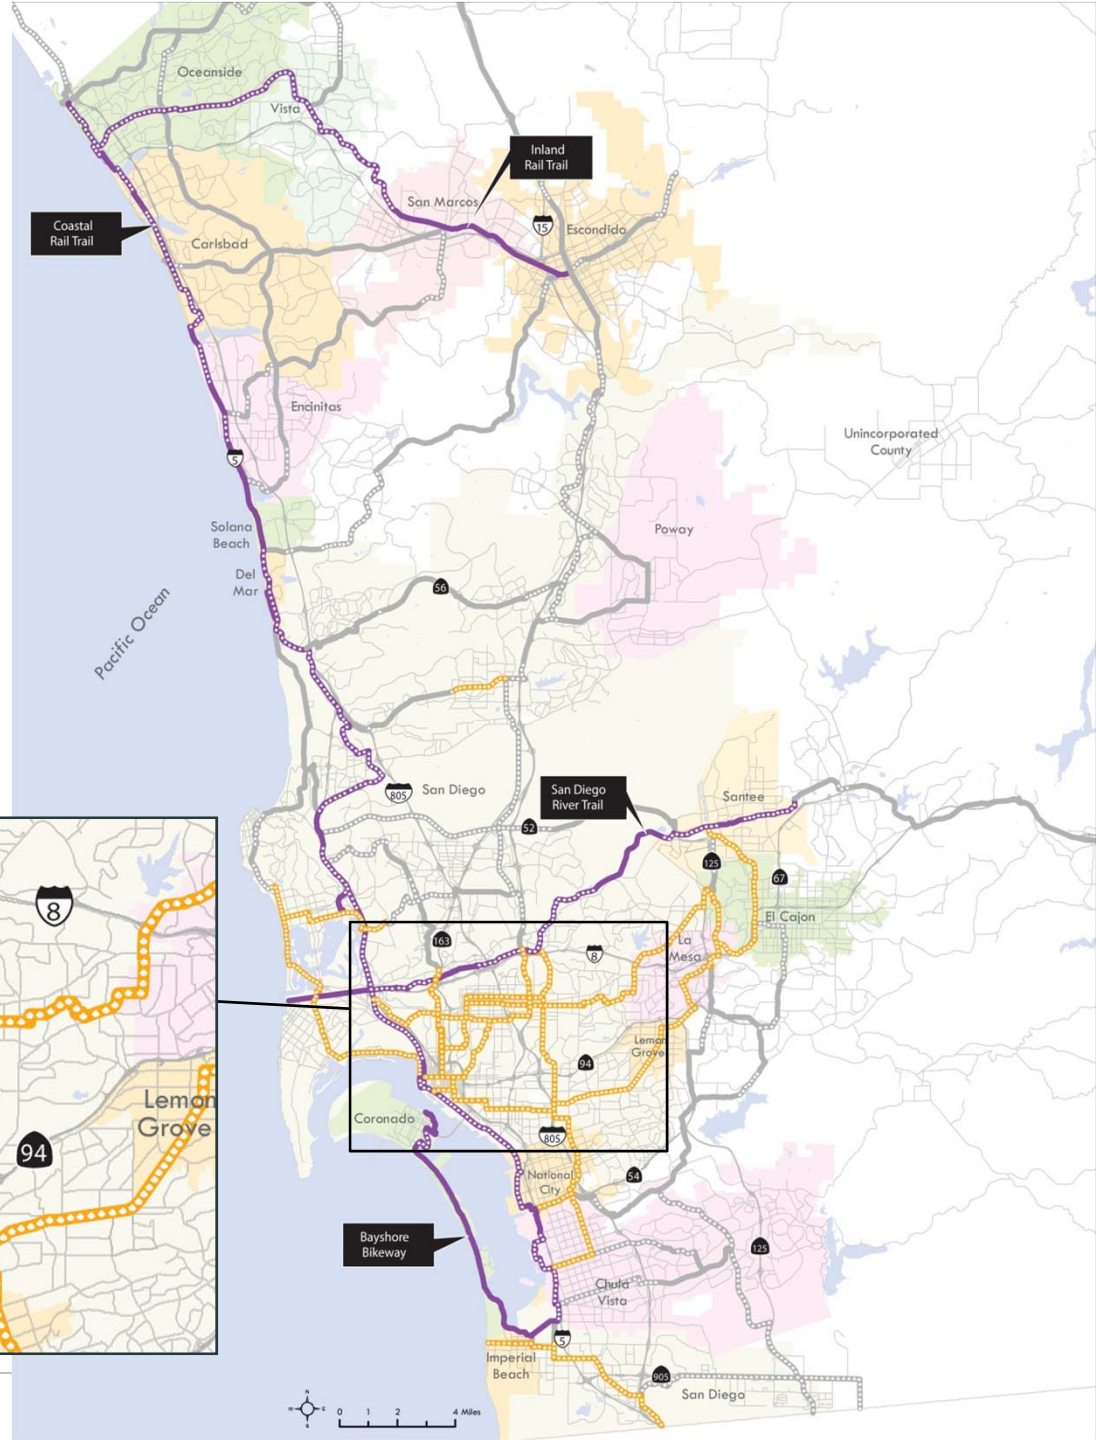 Oceanside
Vista
Inland
Rail Trail
San Marcos
15
Escondido
Coastal
Rail Trail
Carlsbad
Encinitas
Unincorporated
County
5
Solana
Beach
Poway
Del
Mar
56
Pacific Ocean
San Diego
805
San Diego
River Trail
Santee
52
125
67
El Cajon
8
163
8
La
Mesa
Lemon
Grove
94
Lemon
Grove
94
Coronado
805
National
City
54
Bayshore
Bikeway
125
Chula
Vista
5
Imperial
Beach
905
San Diego
N
W
E
S
0 1 2 4 Miles